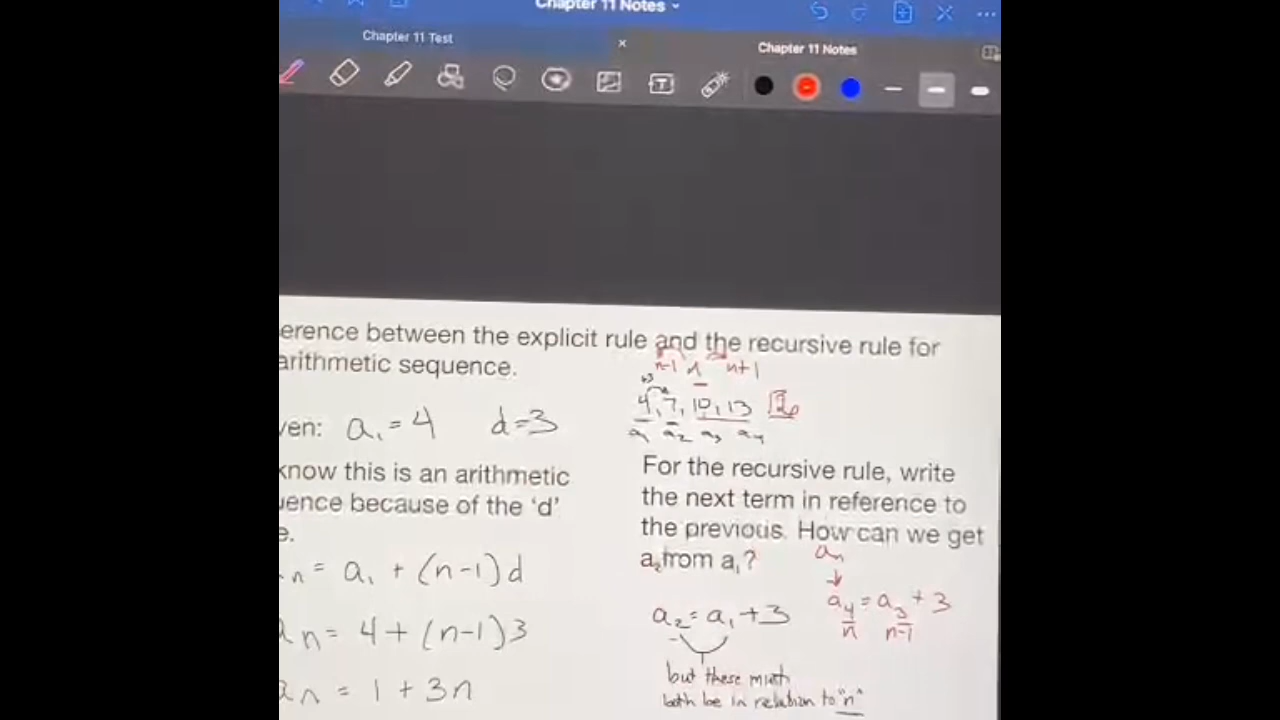 Chapter 11 Notes
Chapter 11 Test
Chapter 11 Notes
erence between the explicit rule and the recursive rule for
arithmetic sequence.
n-1 n n+1
+3
4, 7, 10, 13
a1 a2 a3 a4
ven: a1 = 4 d=3
know this is an arithmetic
uence because of the 'd'
e.
n = a1 + (n-1)d
an = 4+(n-1)3
an = 1 + 3n
For the recursive rule, write
the next term in reference to
the previous. How can we get
a2 from a1?
an
a4 = a3 + 3
n n-1
a2 = a1 + 3
but these
both be in relation to "n"